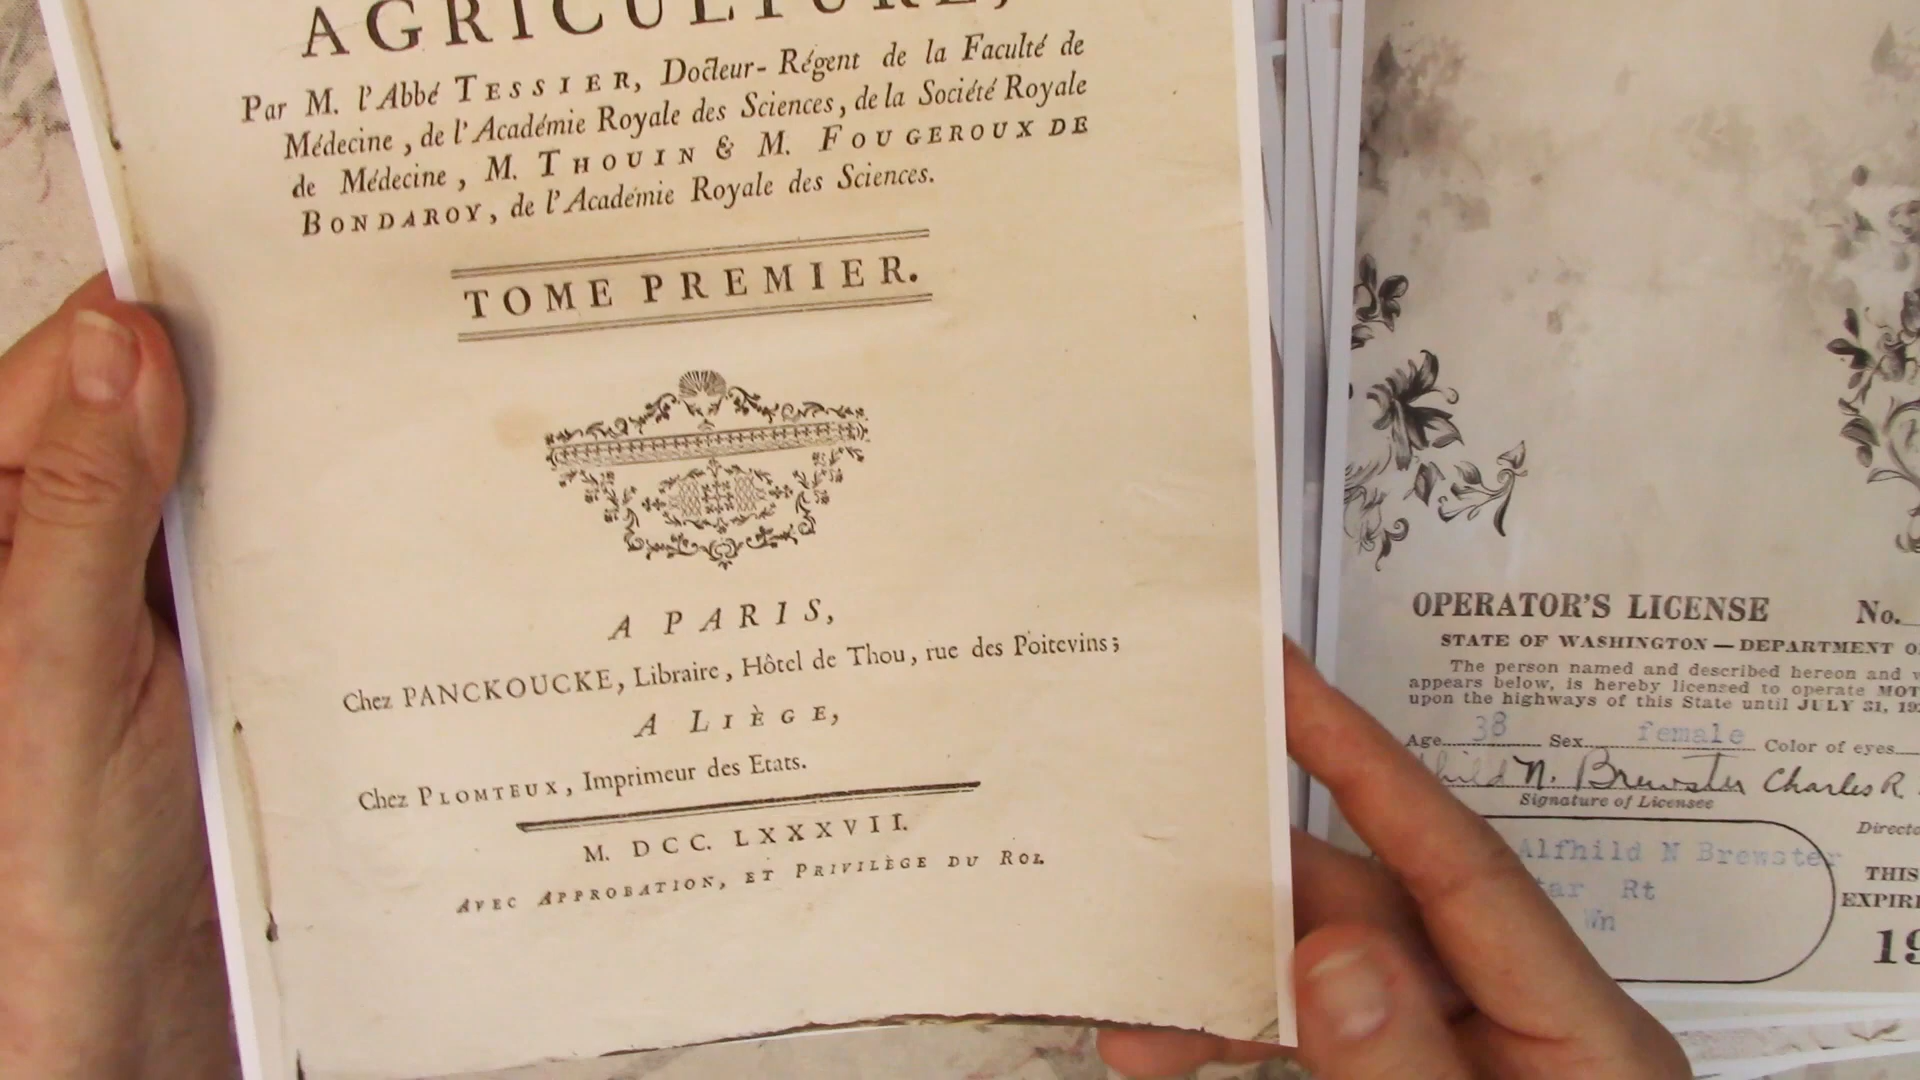 AGRICULTURE,
Par M. l'Abbé TESSIER, Docteur-Régent de la Faculté de
Médecine, de l'Académie Royale des Sciences, de la Société Royale
de Médecine, M. THOUIN & M. FOUGEROUX DE
BONDAROY, de l'Académie Royale des Sciences.
TOME PREMIER.
A PARIS,
Chez PANCKOUCKE, Libraire, Hôtel de Thou, rue des Poitevins;
A LIÈGE,
Chez PLOMTEUX, Imprimeur des Etats.
M. DCC. LXXXVII.
AVEC APPROBATION, ET PRIVILÈGE DU ROI.
OPERATOR'S LICENSE No.
STATE OF WASHINGTON — DEPARTMENT
The person named and described hereon and
appears below, is hereby licensed to operate
upon the highways of this State until JULY 31,
Age 38 Sex female Color of eyes
N. Brewster Charles R.
Signature of Licensee
Alfhild N Brewster
Rt
Wn
THIS